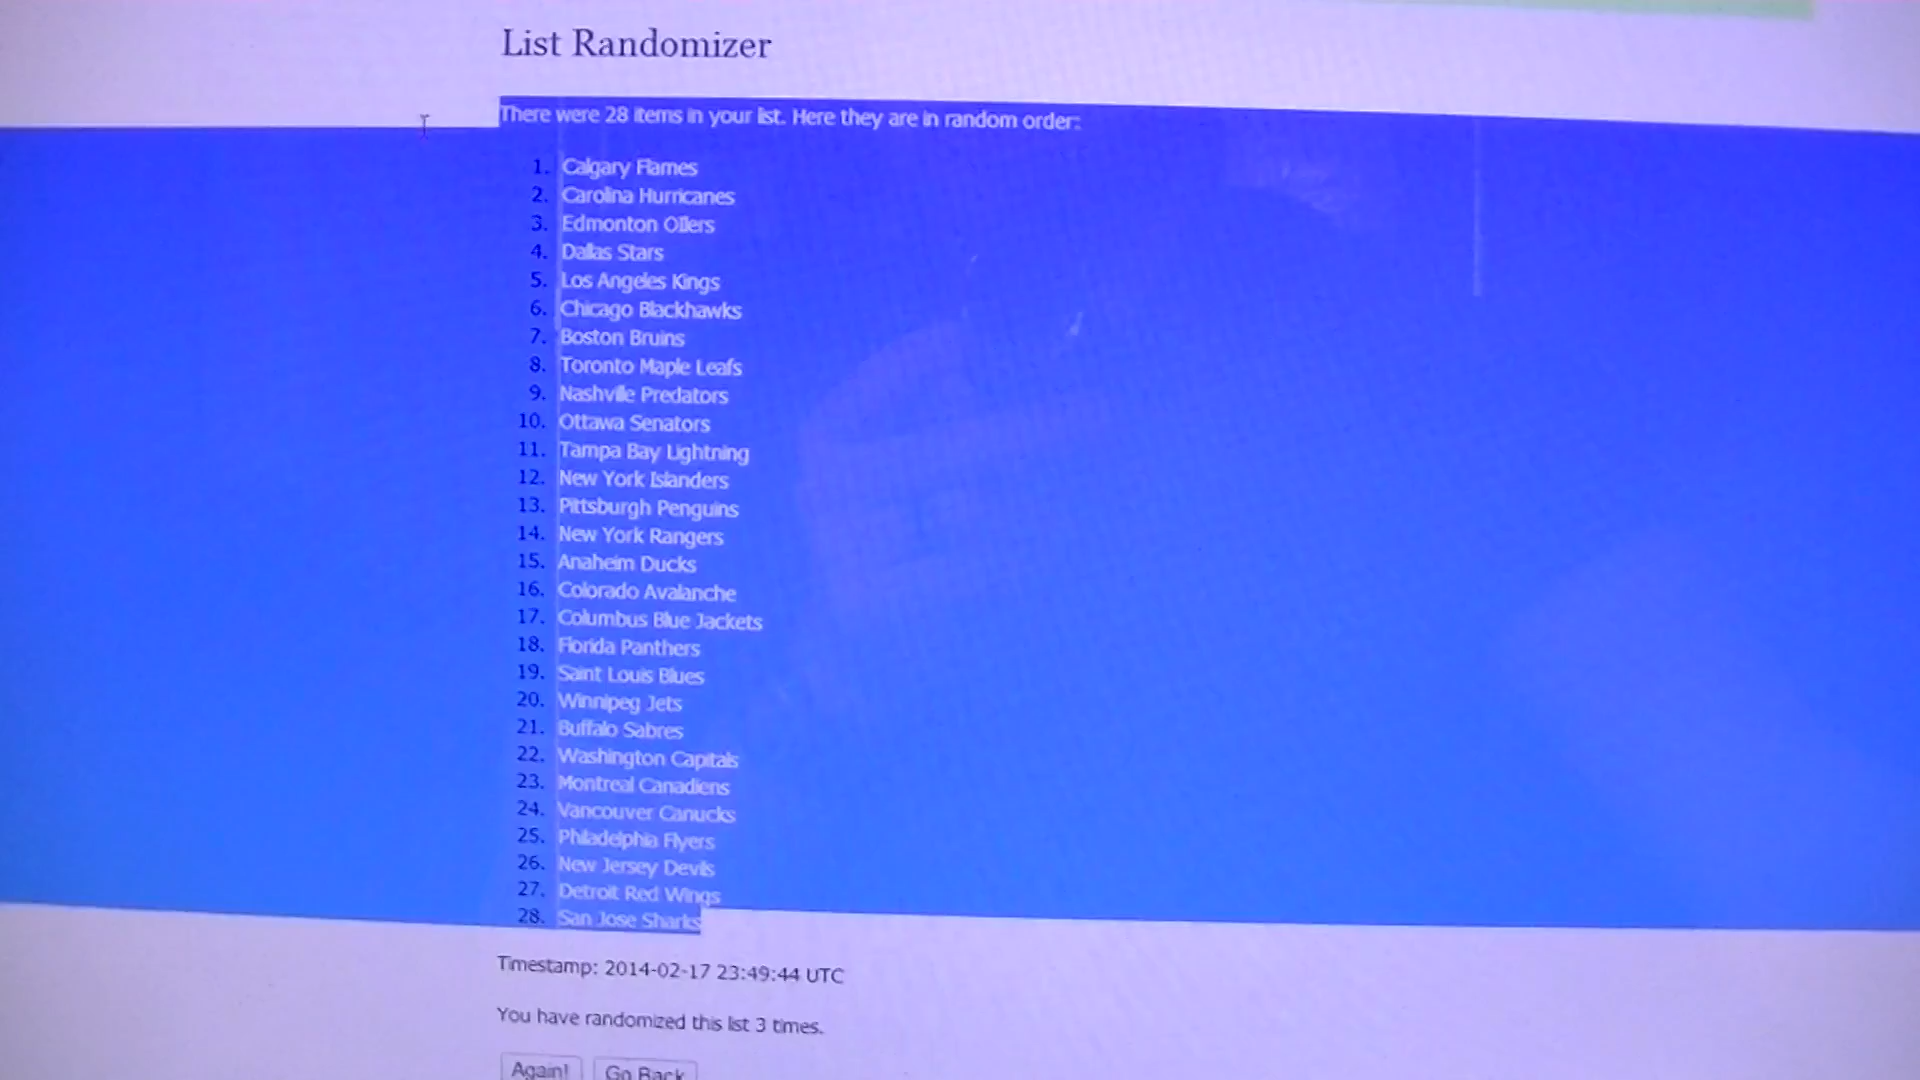 List Randomizer
There were 28 items in your list. Here they are in random order:
1. Calgary Flames
2. Carolina Hurricanes
3. Edmonton Oilers
4. Dallas Stars
5. Los Angeles Kings
6. Chicago Blackhawks
7. Boston Bruins
8. Toronto Maple Leafs
9. Nashville Predators
10. Ottawa Senators
11. Tampa Bay Lightning
12. New York Islanders
13. Pittsburgh Penguins
14. New York Rangers
15. Anaheim Ducks
16. Colorado Avalanche
17. Columbus Blue Jackets
18. Florida Panthers
19. Saint Louis Blues
20. Winnipeg Jets
21. Buffalo Sabres
22. Washington Capitals
23. Montreal Canadiens
24. Vancouver Canucks
25. Philadelphia Flyers
26. New Jersey Devils
27. Detroit Red Wings
28. San Jose Sharks
Timestamp: 2014-02-17 23:49:44 UTC
You have randomized this list 3 times.
Again! Go Back